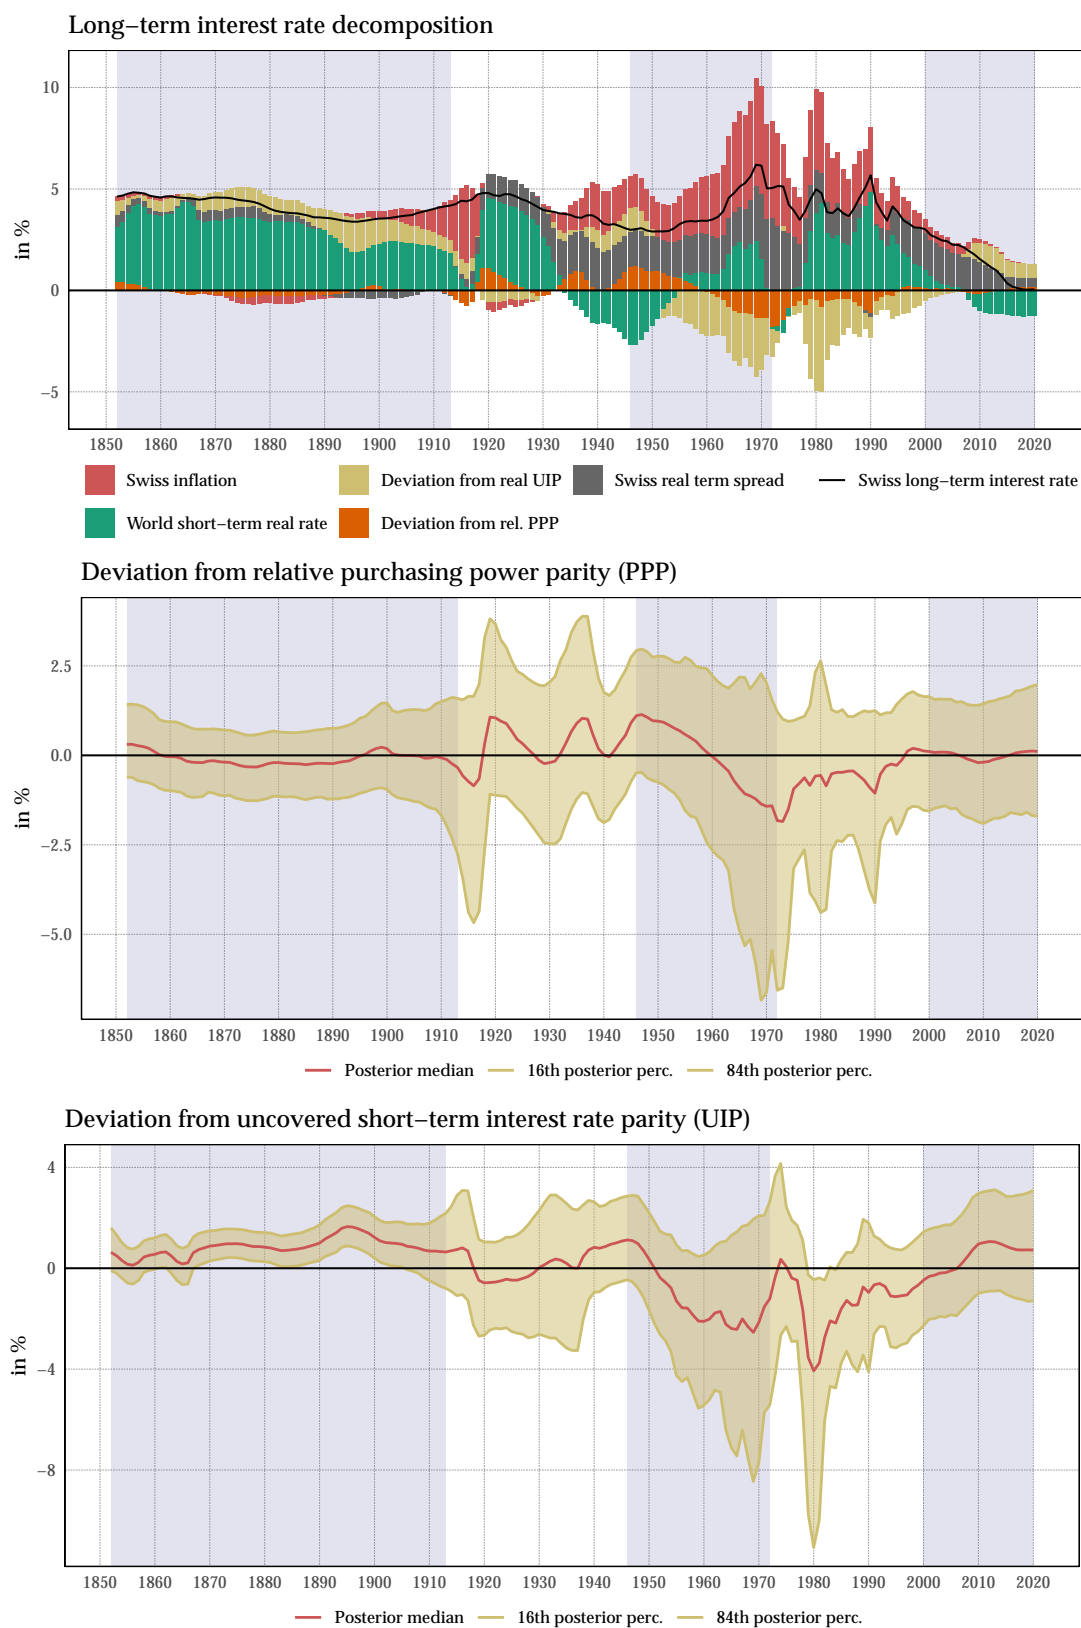 Long−term interest rate decomposition
10
5
0
−5
in %
1850 1860 1870 1880 1890 1900 1910 1920 1930 1940 1950 1960 1970 1980 1990 2000 2010 2020
Swiss inflation Deviation from real UIP Swiss real term spread Swiss long−term interest rate
World short−term real rate Deviation from rel. PPP
Deviation from relative purchasing power parity (PPP)
2.5
0.0
−2.5
−5.0
in %
1850 1860 1870 1880 1890 1900 1910 1920 1930 1940 1950 1960 1970 1980 1990 2000 2010 2020
Posterior median 16th posterior perc. 84th posterior perc.
Deviation from uncovered short−term interest rate parity (UIP)
4
0
−4
−8
in %
1850 1860 1870 1880 1890 1900 1910 1920 1930 1940 1950 1960 1970 1980 1990 2000 2010 2020
Posterior median 16th posterior perc. 84th posterior perc.